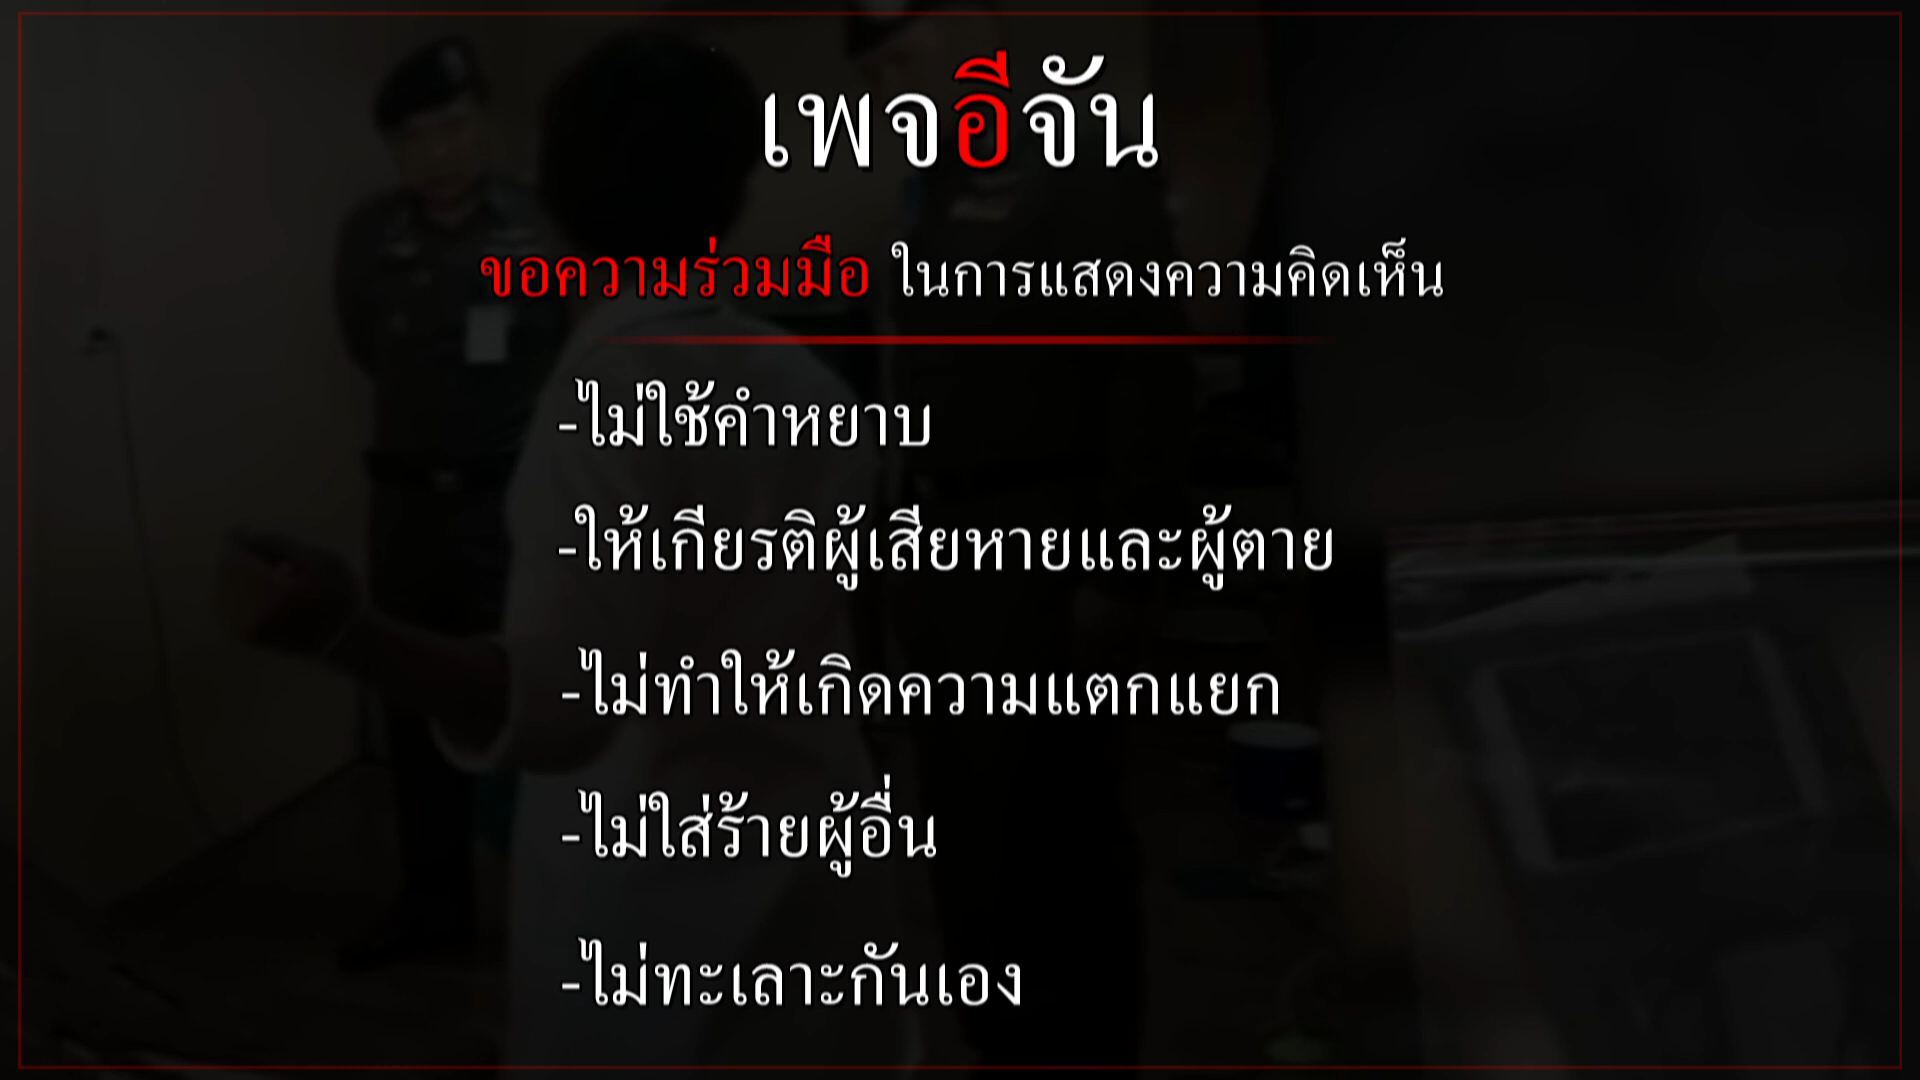 เพจอีจัน
ขอความร่วมมือ ในการแสดงความคิดเห็น
-ไม่ใช้คำหยาบ
-ให้เกียรติผู้เสียหายและผู้ตาย
-ไม่ทำให้เกิดความแตกแยก
-ไม่ใส่ร้ายผู้อื่น
-ไม่ทะเลาะกันเอง